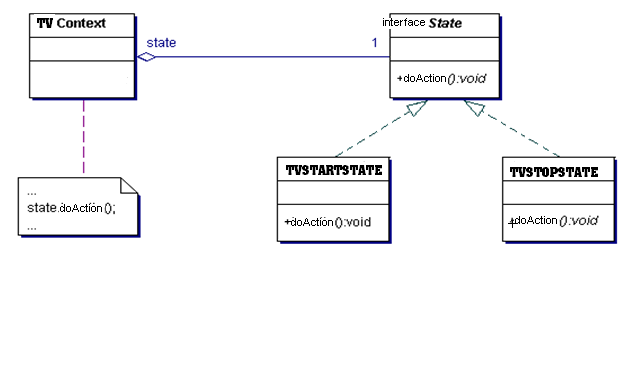 TV Context
interface State
state
1
+doAction():void
TVSTARTSTATE
TVSTOPSTATE
...
state.doAction();
...
+doAction():void
+doAction():void